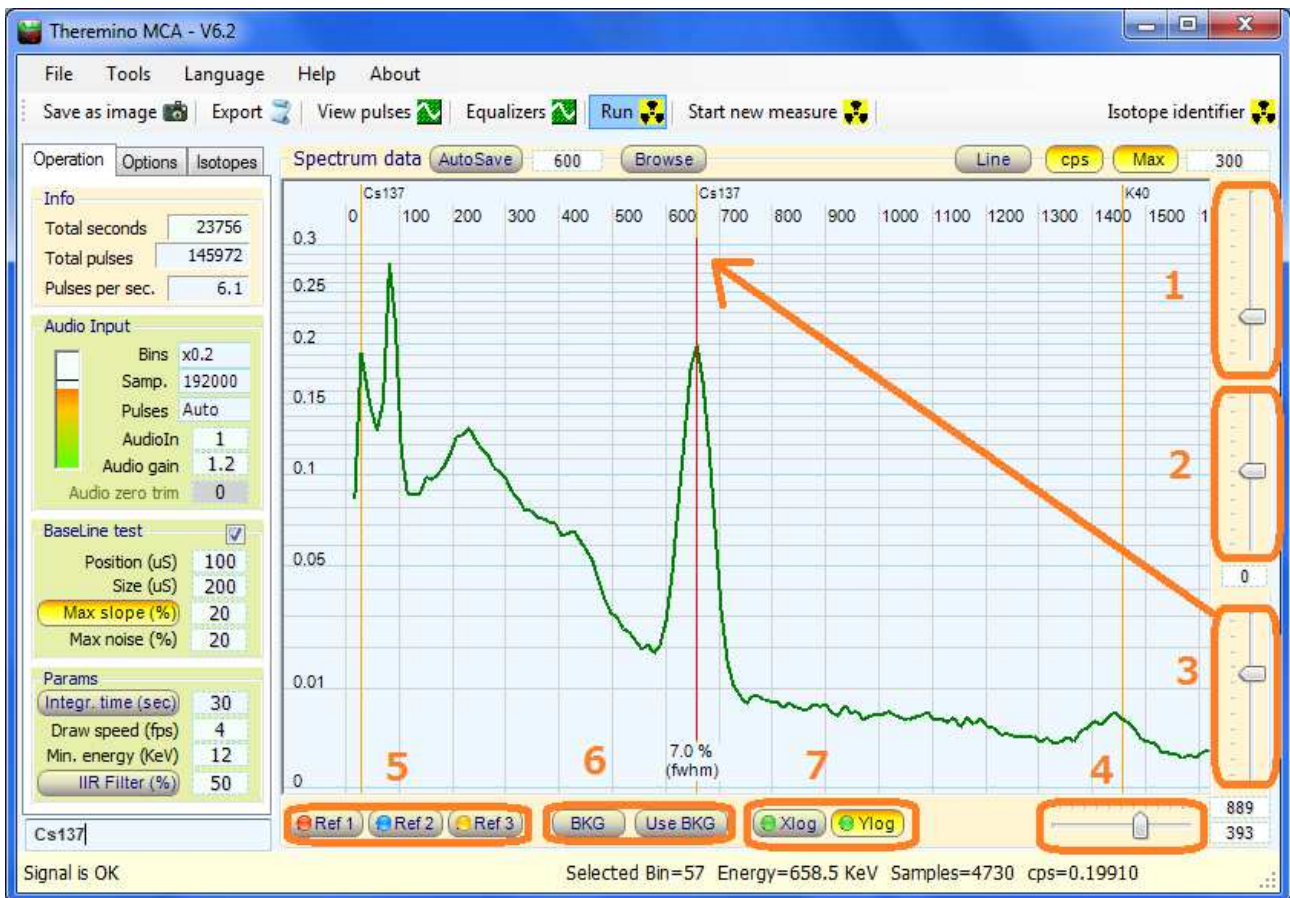 Theremino MCA - V6.2
File Tools Language Help About
Save as image Export View pulses Equalizers Run Start new measure Isotope identifier
Operation Options Isotopes
Spectrum data AutoSave 600 Browse Line cps Max 300
Info
Total seconds 23756
Total pulses 145972
Pulses per sec. 6.1
Audio Input
Bins x0.2
Samp. 192000
Pulses Auto
AudioIn 1
Audio gain 1.2
Audio zero trim 0
BaseLine test
Position (uS) 100
Size (uS) 200
Max slope (%) 20
Max noise (%) 20
Params
Integr. time (sec) 30
Draw speed (fps) 4
Min. energy (KeV) 12
IIR Filter (%) 50
Cs137
Cs137 Cs137 K40
0 100 200 300 400 500 600 700 800 900 1000 1100 1200 1300 1400 1500 1
0.3
0.25
0.2
0.15
0.1
0.05
0.01
0
7.0 %
(fwhm)
1
2
0
3
5 6 7 4
Ref 1 Ref 2 Ref 3 BKG Use BKG Xlog Ylog
889
393
Signal is OK Selected Bin=57 Energy=658.5 KeV Samples=4730 cps=0.19910